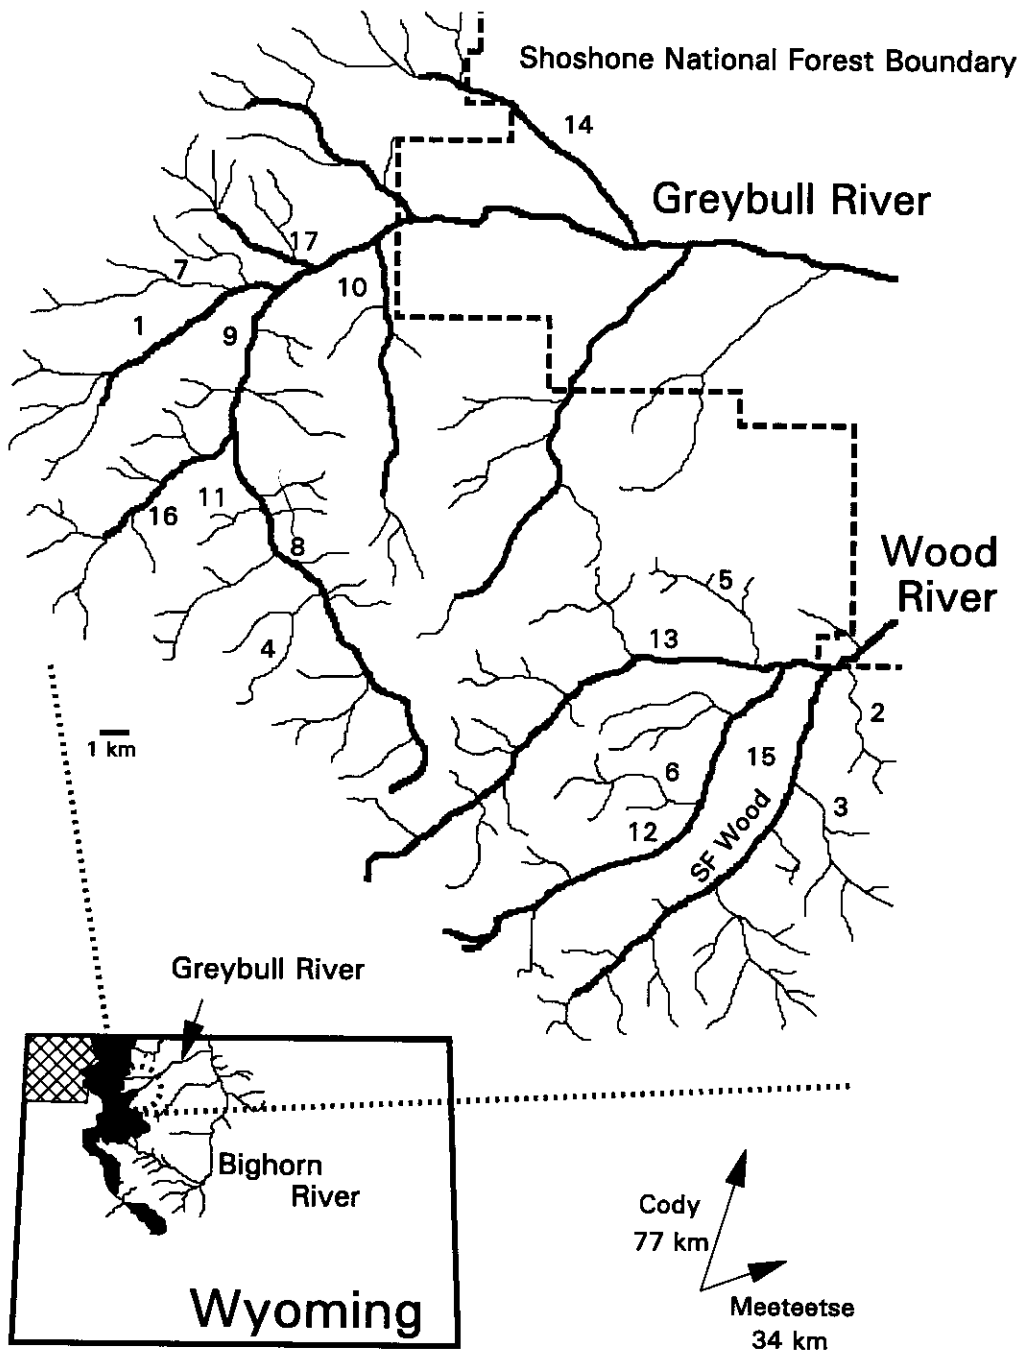 Shoshone National Forest Boundary
14
Greybull River
17
7
10
1
9
11
16
8
Wood
River
5
4
13
2
1 km
15
6
3
12
SF Wood
Greybull River
Bighorn
River
Cody
77 km
Wyoming
Meeteetse
34 km